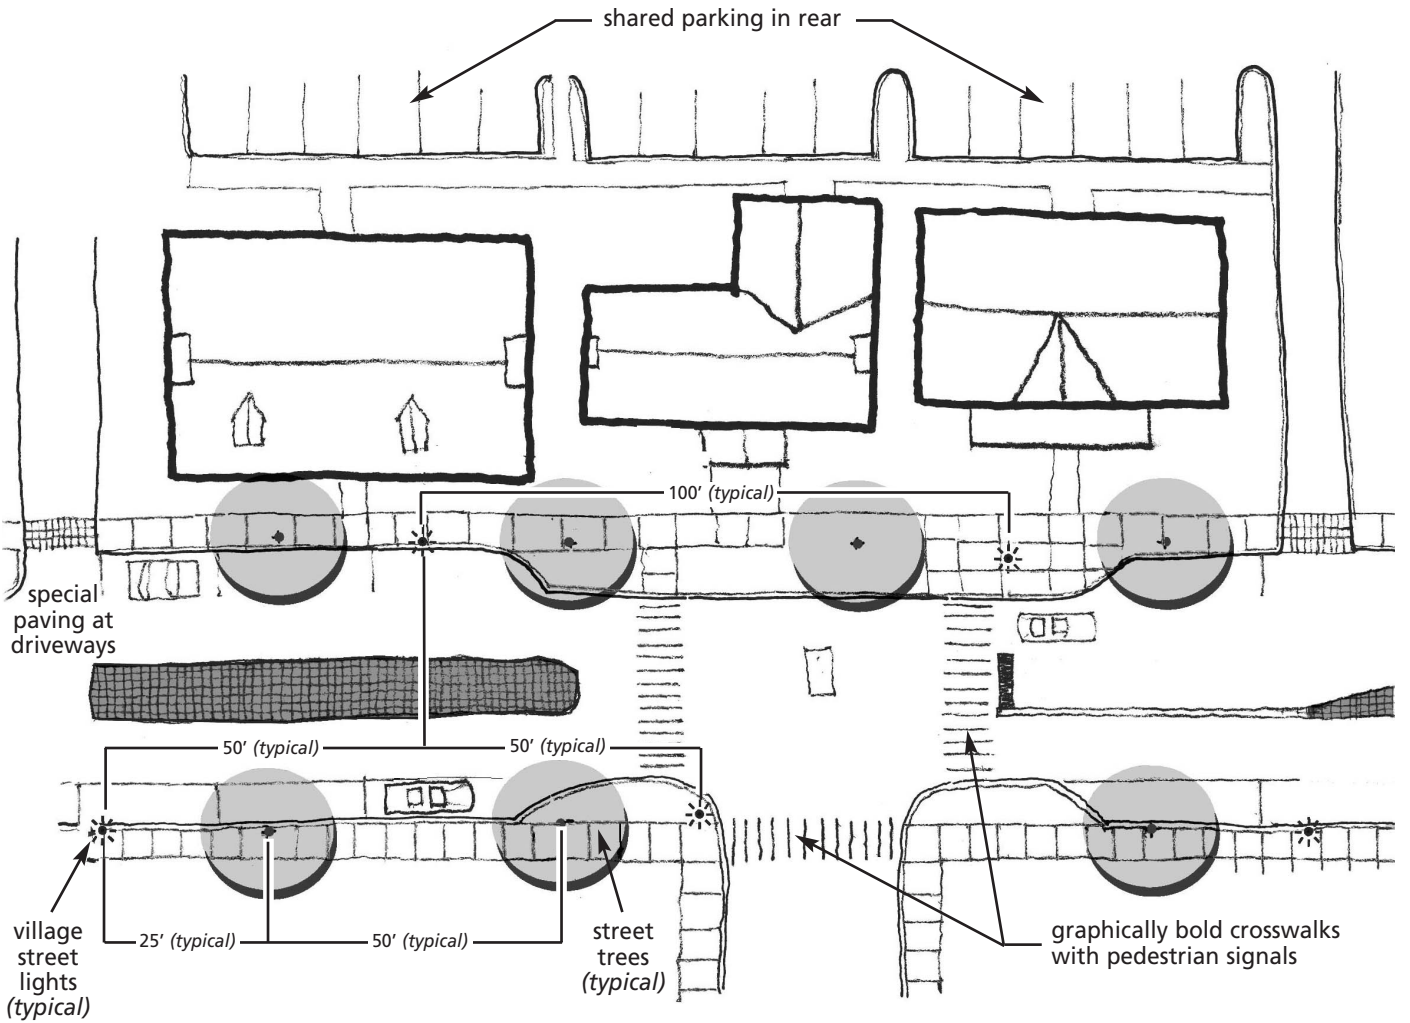 shared parking in rear
100’ (typical)
special
paving at
driveways
50’ (typical)
50’ (typical)
25’ (typical)
50’ (typical)
village
street
lights
(typical)
street
trees
(typical)
graphically bold crosswalks
with pedestrian signals